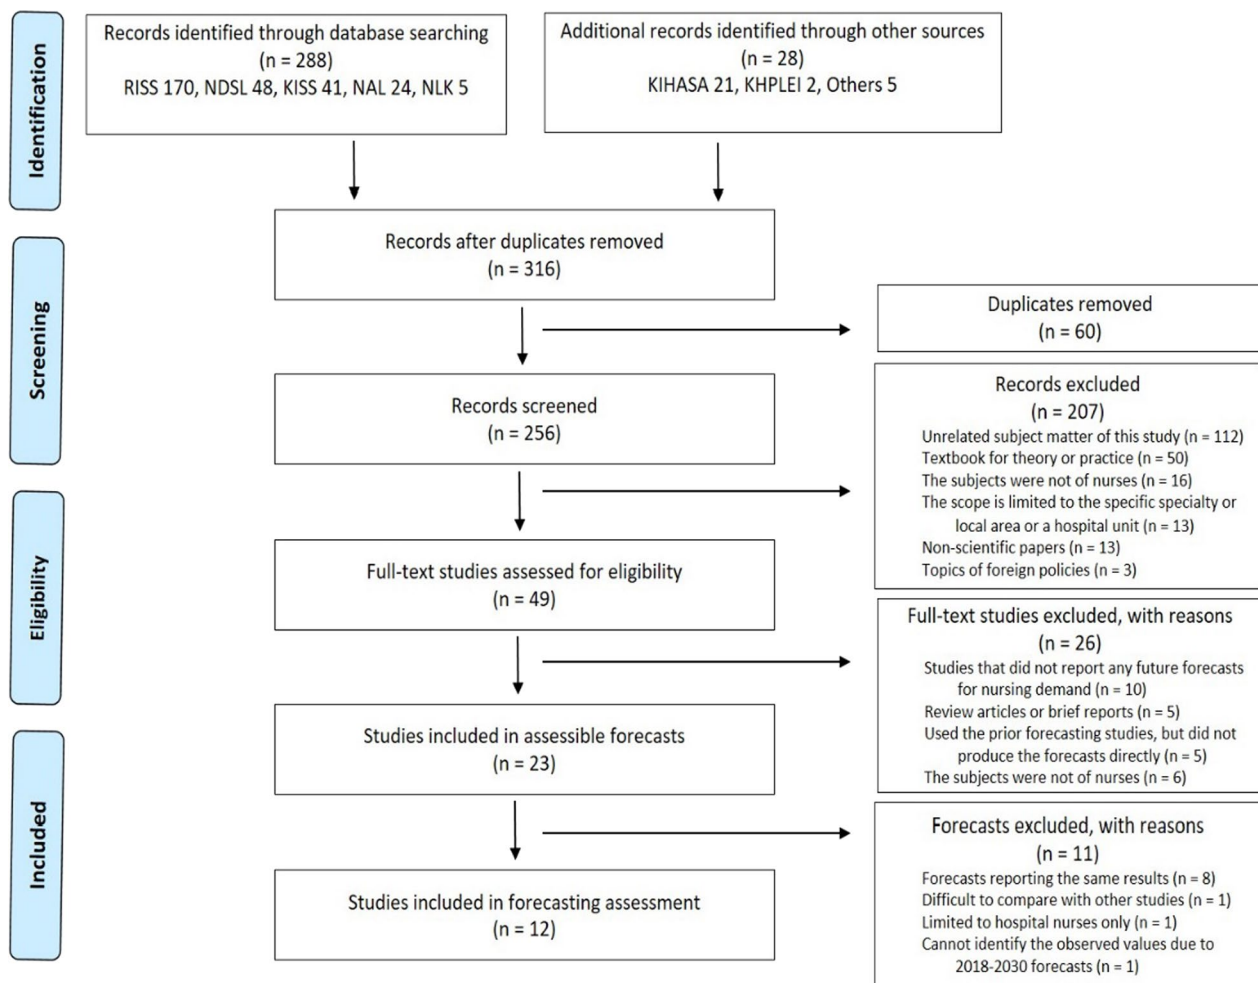 Identification
Records identified through database searching
(n = 288)
RISS 170, NDSL 48, KISS 41, NAL 24, NLK 5
Additional records identified through other sources
(n = 28)
KIHASA 21, KHPLEI 2, Others 5
Records after duplicates removed
(n = 316)
Screening
Duplicates removed
(n = 60)
Records screened
(n = 256)
Records excluded
(n = 207)
Unrelated subject matter of this study (n = 112)
Textbook for theory or practice (n = 50)
The subjects were not of nurses (n = 16)
The scope is limited to the specific specialty or
local area or a hospital unit (n = 13)
Non-scientific papers (n = 13)
Topics of foreign policies (n = 3)
Eligibility
Full-text studies assessed for eligibility
(n = 49)
Full-text studies excluded, with reasons
(n = 26)
Studies that did not report any future forecasts
for nursing demand (n = 10)
Review articles or brief reports (n = 5)
Used the prior forecasting studies, but did not
produce the forecasts directly (n = 5)
The subjects were not of nurses (n = 6)
Studies included in assessible forecasts
(n = 23)
Included
Forecasts excluded, with reasons
(n = 11)
Forecasts reporting the same results (n = 8)
Difficult to compare with other studies (n = 1)
Limited to hospital nurses only (n = 1)
Cannot identify the observed values due to
2018-2030 forecasts (n = 1)
Studies included in forecasting assessment
(n = 12)